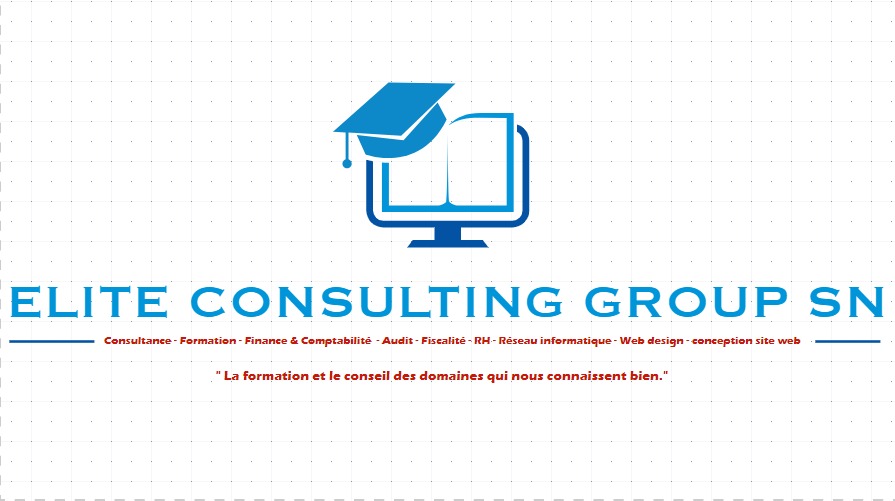 ELITE CONSULTING GROUP SN
Consultance - Formation - Finance & Comptabilité - Audit - Fiscalité - RH - Réseau informatique - Web design - conception site web
" La formation et le conseil des domaines qui nous connaissent bien."